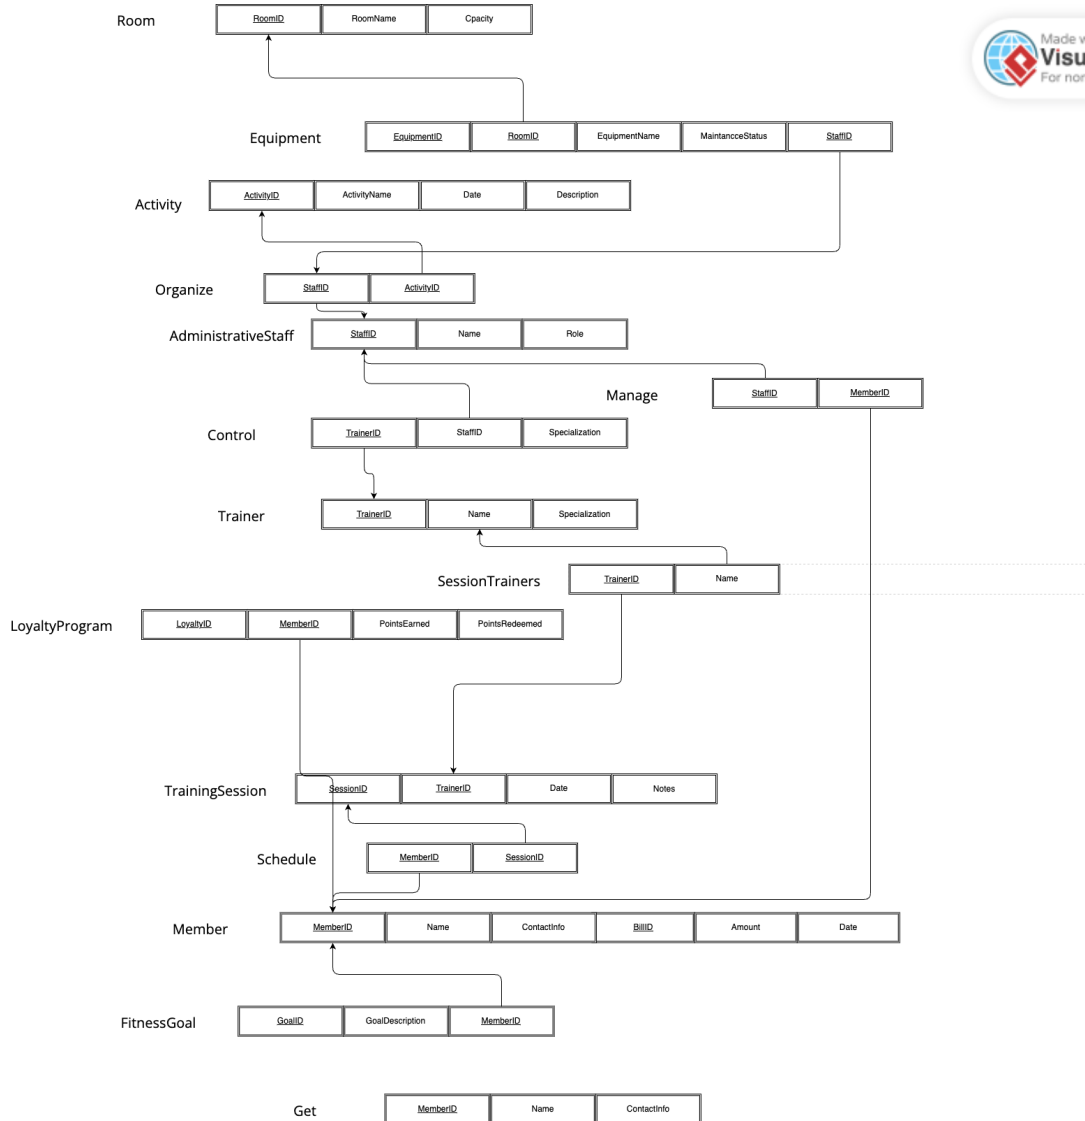 Room RoomID RoomName Cpacity
Made w
Visu
For nor
Equipment EquipmentID RoomID EquipmentName MaintancceStatus StaffID
Activity ActivityID ActivityName Date Description
Organize StaffID ActivityID
AdministrativeStaff StaffID Name Role
Manage StaffID MemberID
Control TrainerID StaffID Specialization
Trainer TrainerID Name Specialization
SessionTrainers TrainerID Name
LoyaltyProgram LoyaltyID MemberID PointsEarned PointsRedeemed
TrainingSession SessionID TrainerID Date Notes
Schedule MemberID SessionID
Member MemberID Name ContactInfo BillID Amount Date
FitnessGoal GoalID GoalDescription MemberID
Get MemberID Name ContactInfo